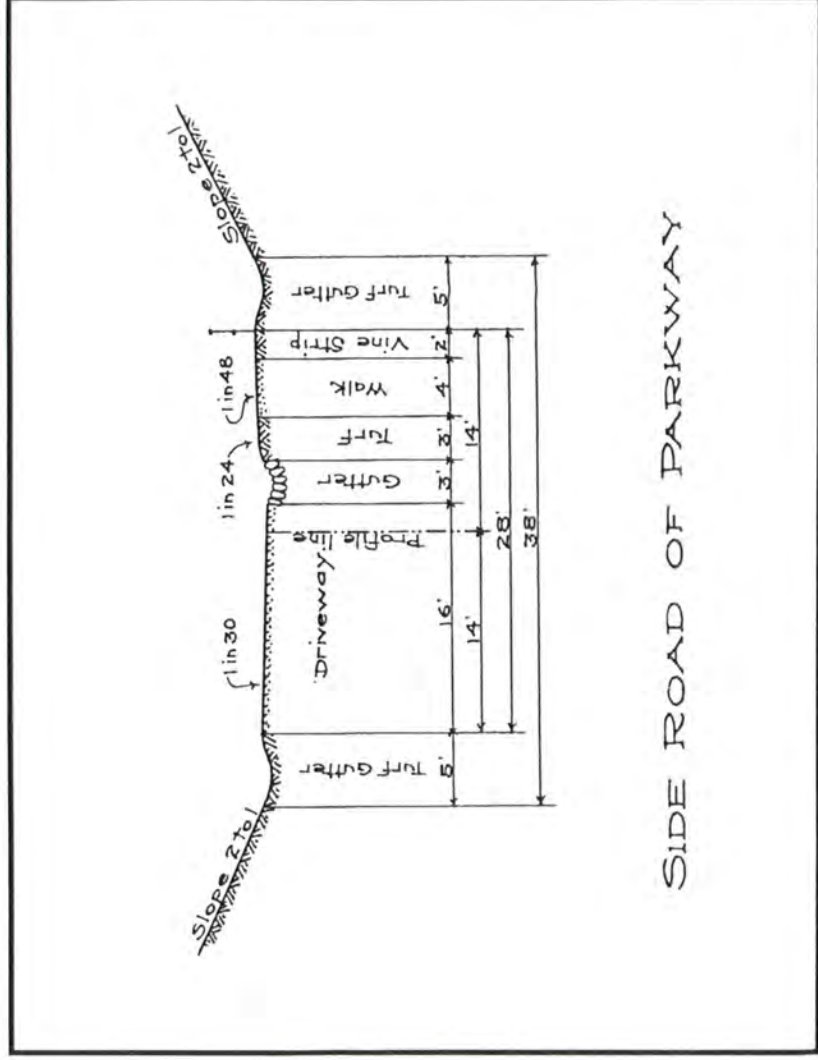 Slope 2 to 1
Slope 2 to 1
1 in 30
1 in 24
1 in 48
Turf Gutter
Driveway
Profile line
Gutter
Turf
Walk
Vine Strip
Turf Gutter
5'
16'
3'
3'
4'
2'
5'
14'
14'
28'
38'
SIDE ROAD OF PARKWAY